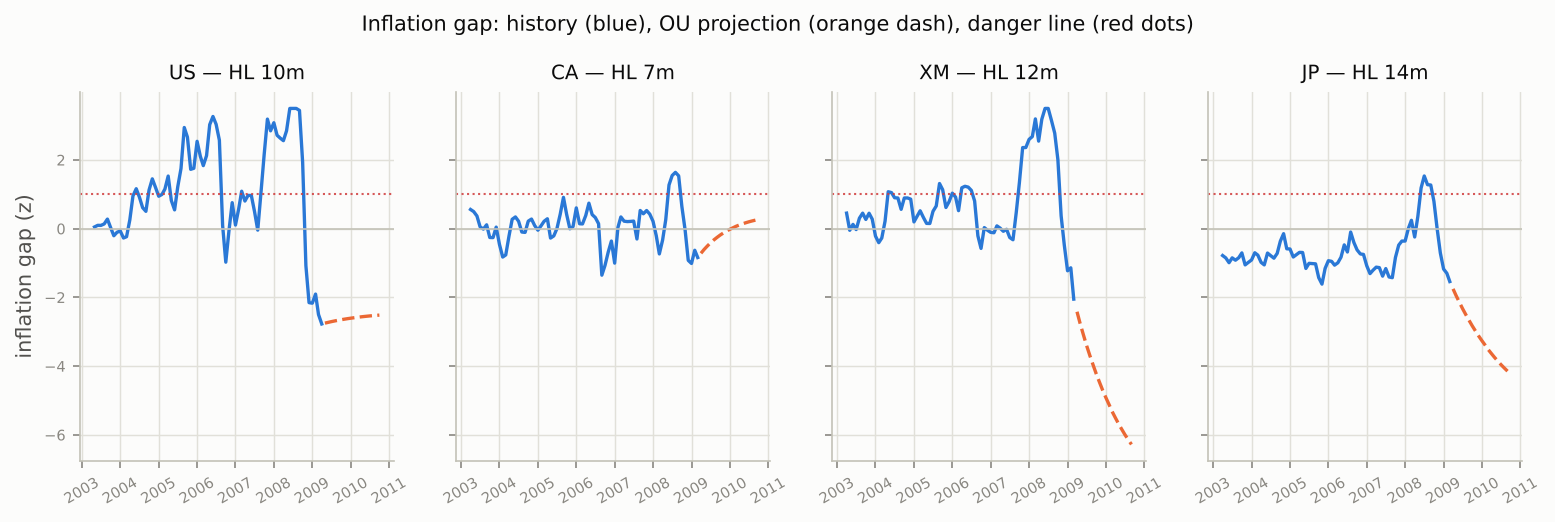 Inflation gap: history (blue), OU projection (orange dash), danger line (red dots)
US — HL 10m
CA — HL 7m
XM — HL 12m
JP — HL 14m
inflation gap (z)
2
0
−2
−4
−6
2003 2004 2005 2006 2007 2008 2009 2010 2011
2003 2004 2005 2006 2007 2008 2009 2010 2011
2003 2004 2005 2006 2007 2008 2009 2010 2011
2003 2004 2005 2006 2007 2008 2009 2010 2011